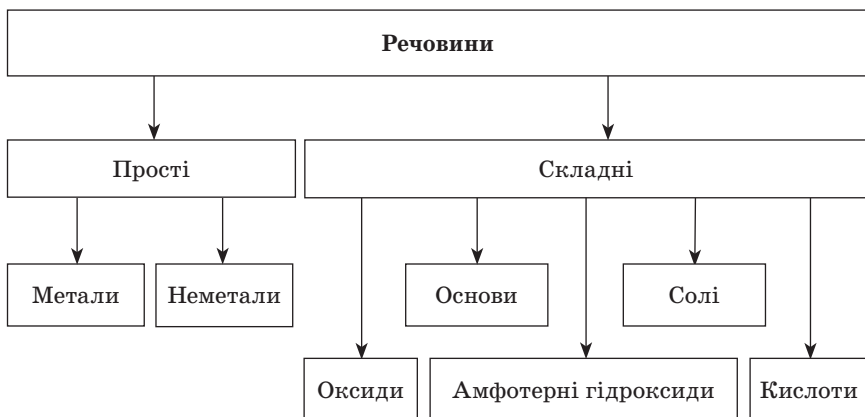 Речовини
Прості
Складні
Метали
Неметали
Основи
Солі
Оксиди
Амфотерні гідроксиди
Кислоти